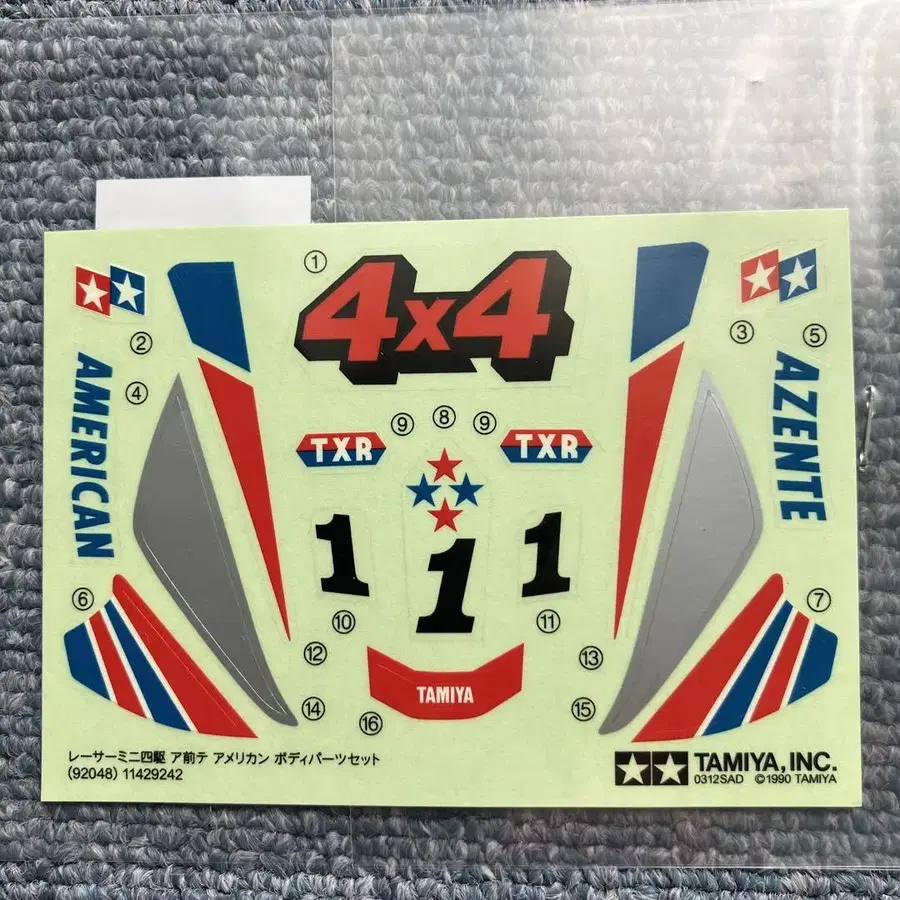 ①
4x4
②
③
⑤
④
AMERICAN
AZENTE
⑨
⑧
⑨
TXR
TXR
1
1
1
⑥
⑦
⑩
⑪
⑫
⑬
TAMIYA
⑭
⑮
⑯
レーサーミニ四駆 ア前テ アメリカン ボディパーツセット
(92048) 11429242
TAMIYA, INC.
0312SAD ©1990 TAMIYA